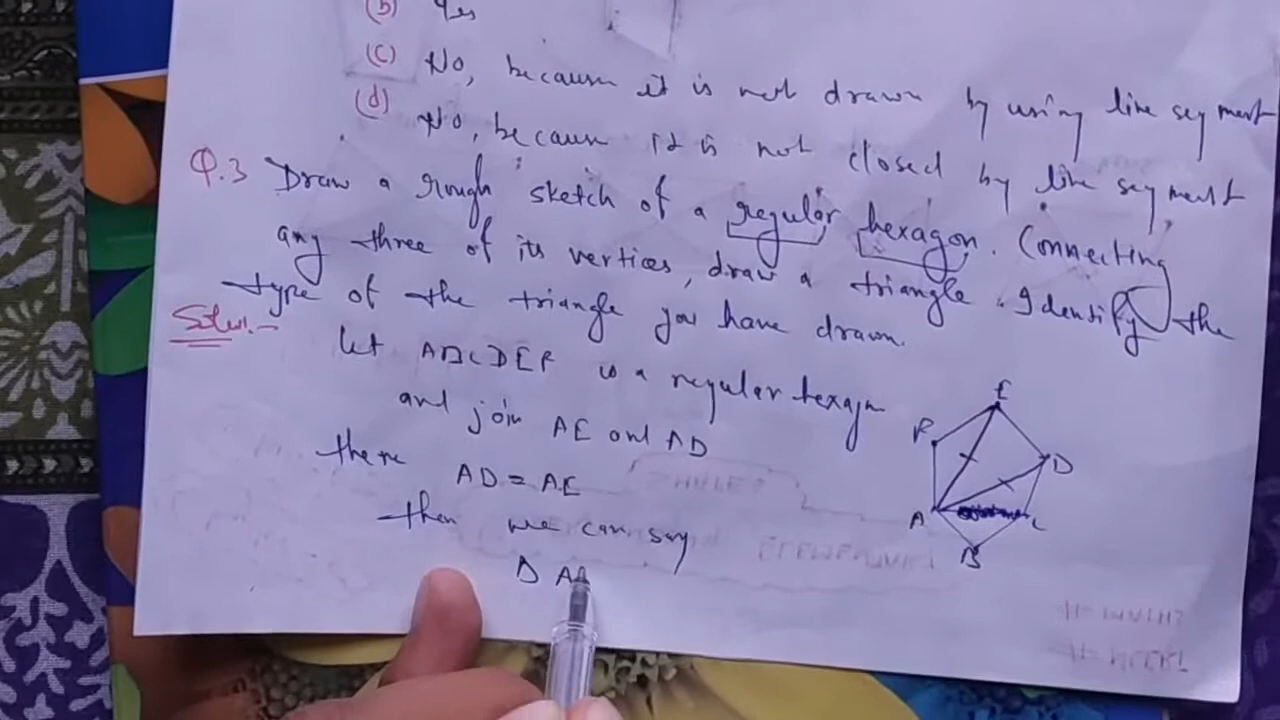 (b) Yes
(c) No, because it is not drawn by using line segment
(d) No, because it is not closed by line segment
Q.3 Draw a rough sketch of a regular hexagon. Connecting
any three of its vertices, draw a triangle. Identify the
type of the triangle you have drawn.
Solun:-
let ABCDEF is a regular hexagon
and join AE and AD
there AD = AE
then we can say
Δ A
E
F
D
A
C
B